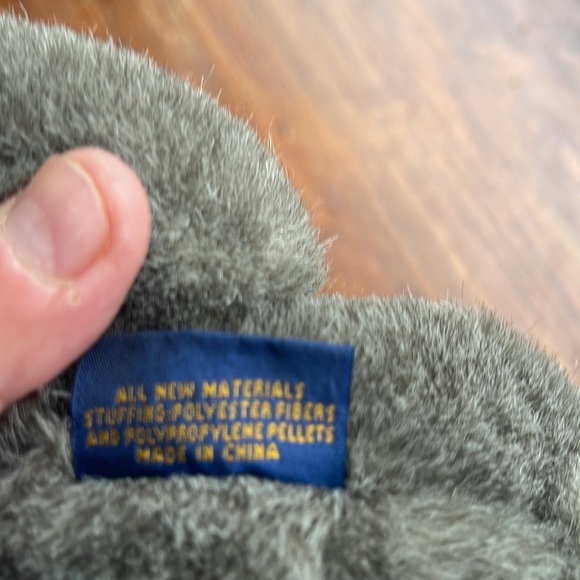 ALL NEW MATERIALS
STUFFING:POLYESTER FIBERS
AND POLYPROPYLENE PELLETS
MADE IN CHINA